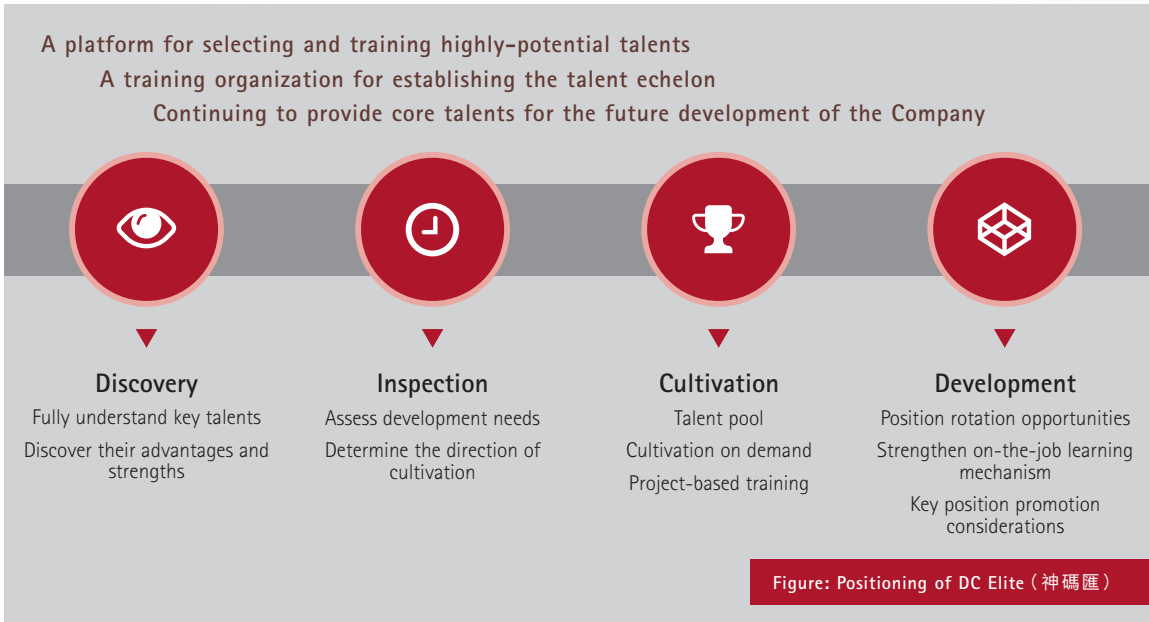 A platform for selecting and training highly-potential talents
A training organization for establishing the talent echelon
Continuing to provide core talents for the future development of the Company
Discovery
Fully understand key talents
Discover their advantages and
strengths
Inspection
Assess development needs
Determine the direction of
cultivation
Cultivation
Talent pool
Cultivation on demand
Project-based training
Development
Position rotation opportunities
Strengthen on-the-job learning
mechanism
Key position promotion
considerations
Figure: Positioning of DC Elite（神碼匯）